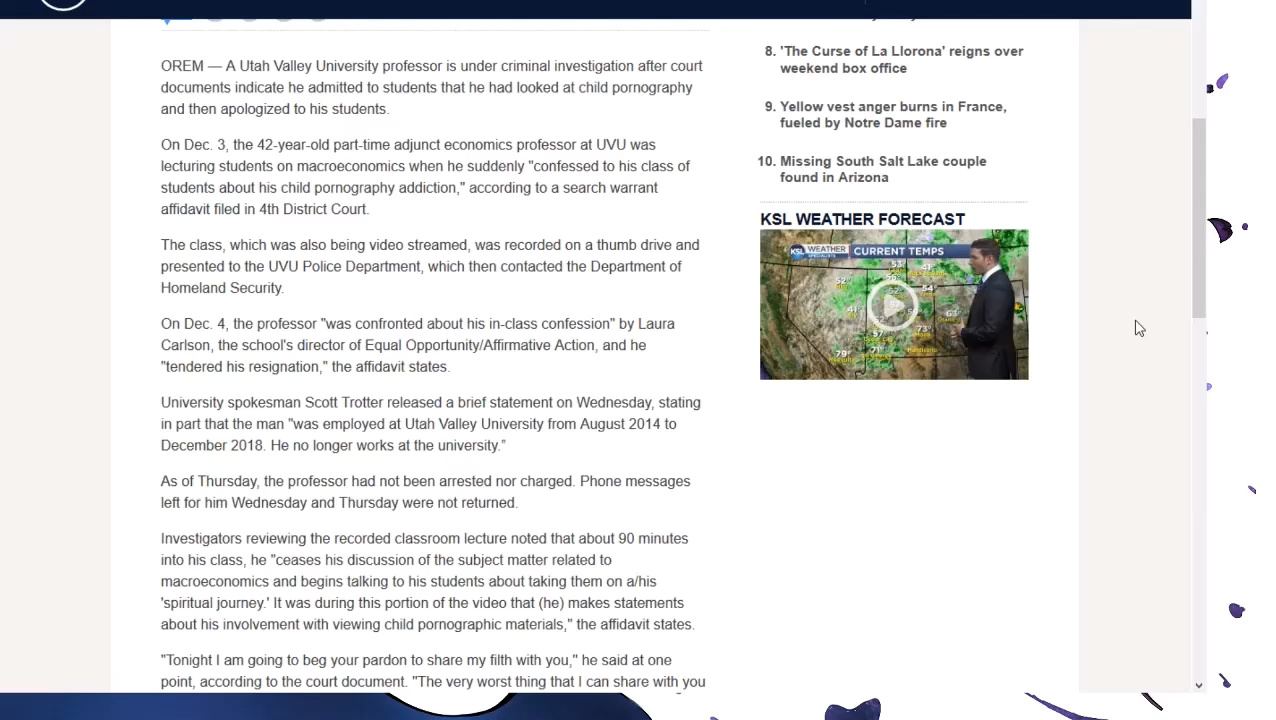 OREM — A Utah Valley University professor is under criminal investigation after court
documents indicate he admitted to students that he had looked at child pornography
and then apologized to his students.
On Dec. 3, the 42-year-old part-time adjunct economics professor at UVU was
lecturing students on macroeconomics when he suddenly "confessed to his class of
students about his child pornography addiction," according to a search warrant
affidavit filed in 4th District Court.
The class, which was also being video streamed, was recorded on a thumb drive and
presented to the UVU Police Department, which then contacted the Department of
Homeland Security.
On Dec. 4, the professor "was confronted about his in-class confession" by Laura
Carlson, the school's director of Equal Opportunity/Affirmative Action, and he
"tendered his resignation," the affidavit states.
University spokesman Scott Trotter released a brief statement on Wednesday, stating
in part that the man "was employed at Utah Valley University from August 2014 to
December 2018. He no longer works at the university."
As of Thursday, the professor had not been arrested nor charged. Phone messages
left for him Wednesday and Thursday were not returned.
Investigators reviewing the recorded classroom lecture noted that about 90 minutes
into his class, he "ceases his discussion of the subject matter related to
macroeconomics and begins talking to his students about taking them on a/his
'spiritual journey.' It was during this portion of the video that (he) makes statements
about his involvement with viewing child pornographic materials," the affidavit states.
"Tonight I am going to beg your pardon to share my filth with you," he said at one
point, according to the court document. "The very worst thing that I can share with you
8. 'The Curse of La Llorona' reigns over
weekend box office
9. Yellow vest anger burns in France,
fueled by Notre Dame fire
10. Missing South Salt Lake couple
found in Arizona
KSL WEATHER FORECAST
KSL WEATHER SPECIALISTS CURRENT TEMPS
53°
41°
52°
54°
41°
63°
73°
57°
79°
71°